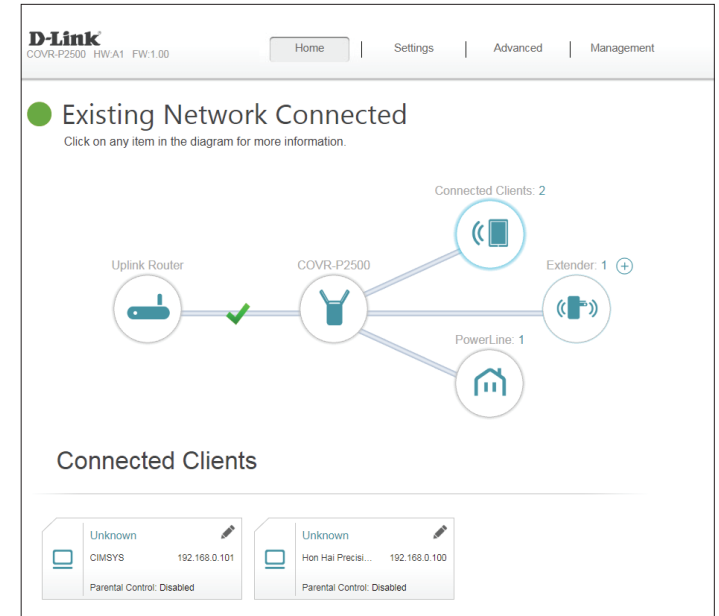 D-Link
COVR-P2500 HW:A1 FW:1.00
Home
Settings
Advanced
Management
Existing Network Connected
Click on any item in the diagram for more information.
Connected Clients: 2
Uplink Router
COVR-P2500
Extender: 1
PowerLine: 1
Connected Clients
Unknown
CIMSYS 192.168.0.101
Parental Control: Disabled
Unknown
Hon Hai Precisi... 192.168.0.100
Parental Control: Disabled